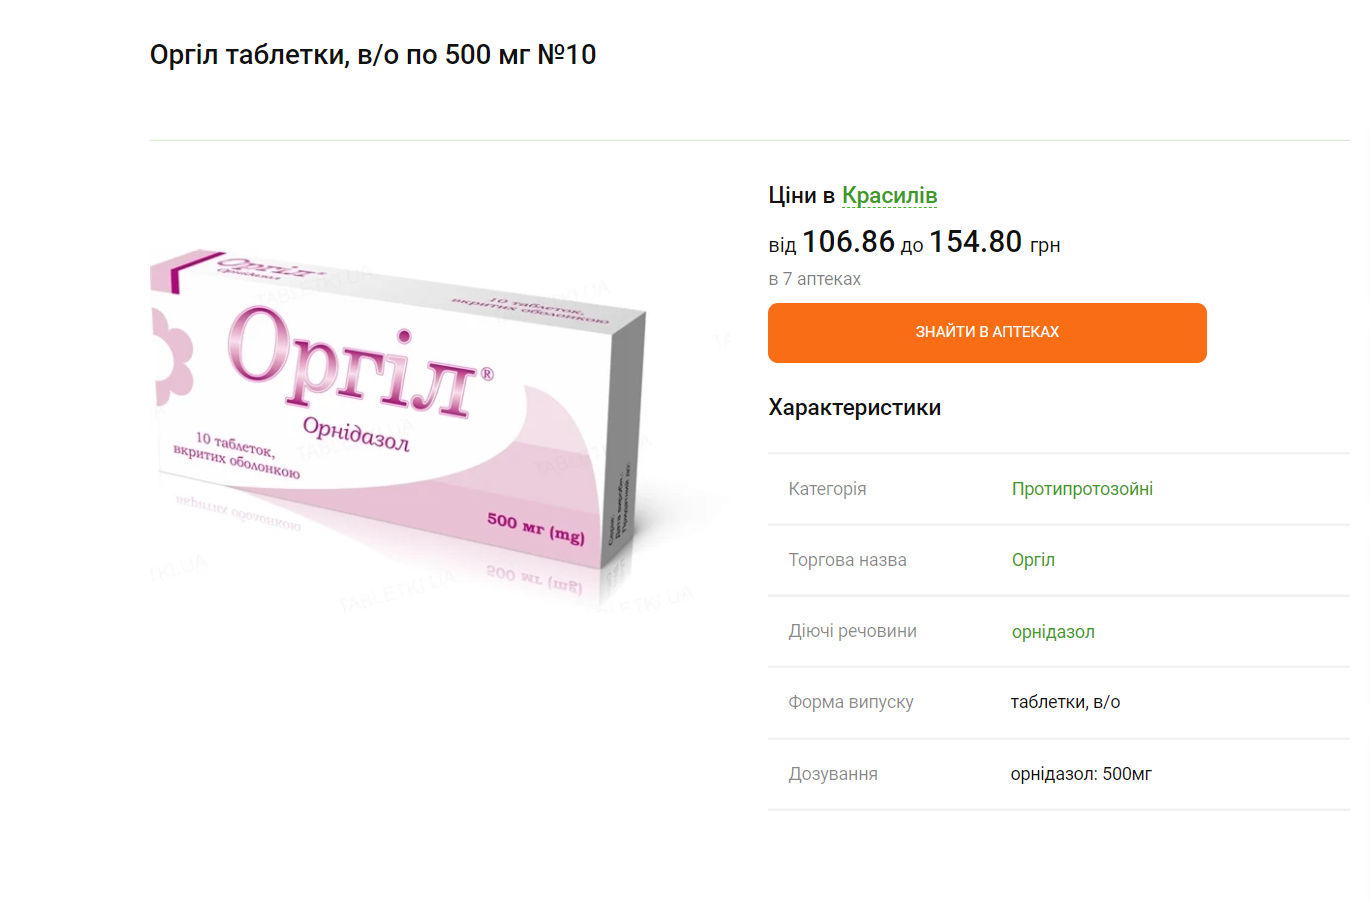 Оргіл таблетки, в/о по 500 мг №10
Оргіл®
Орнідазол
10 таблеток,
вкритих оболонкою
Оргіл®
Орнідазол
10 таблеток,
вкритих оболонкою
500 мг (mg)
TABLETKI.UA
Ціни в Красилів
від 106.86 до 154.80 грн
в 7 аптеках
ЗНАЙТИ В АПТЕКАХ
Характеристики
Категорія Протипротозойні
Торгова назва Оргіл
Діючі речовини орнідазол
Форма випуску таблетки, в/о
Дозування орнідазол: 500мг